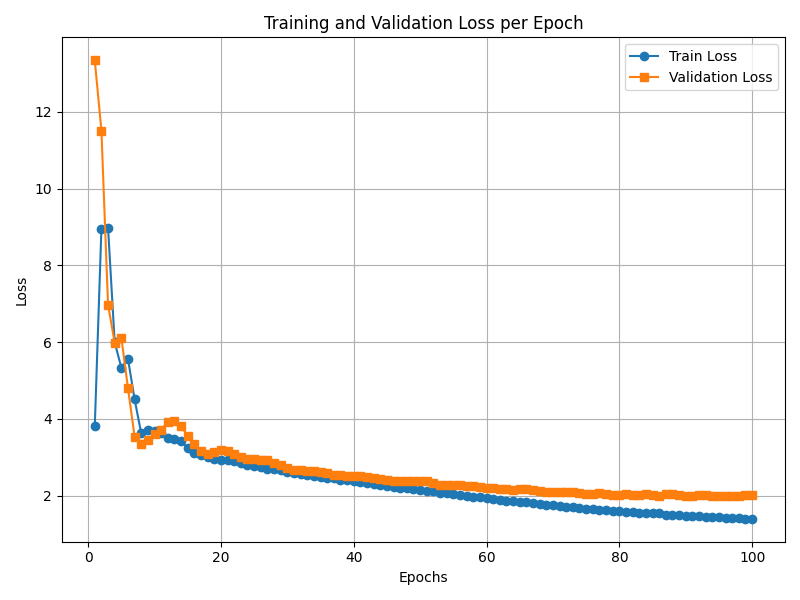 Training and Validation Loss per Epoch
Train Loss
Validation Loss
12
10
8
6
4
2
Loss
0 20 40 60 80 100
Epochs